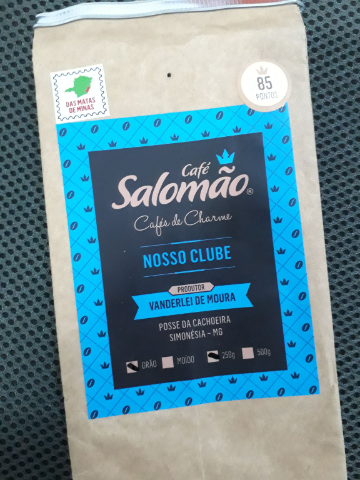 DAS MATAS
DE MINAS
85
PONTOS
Café
Salomão®
Cafés de Charme
NOSSO CLUBE
PRODUTOR
VANDERLEI DE MOURA
POSSE DA CACHOEIRA
SIMONÉSIA - MG
GRÃO MOÍDO 250g 500g